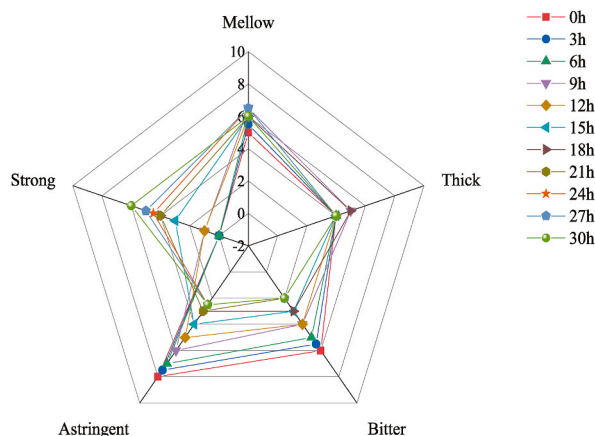 Mellow
10
8
6
4
2
0
-2
Strong
Thick
Astringent
Bitter
0h
3h
6h
9h
12h
15h
18h
21h
24h
27h
30h